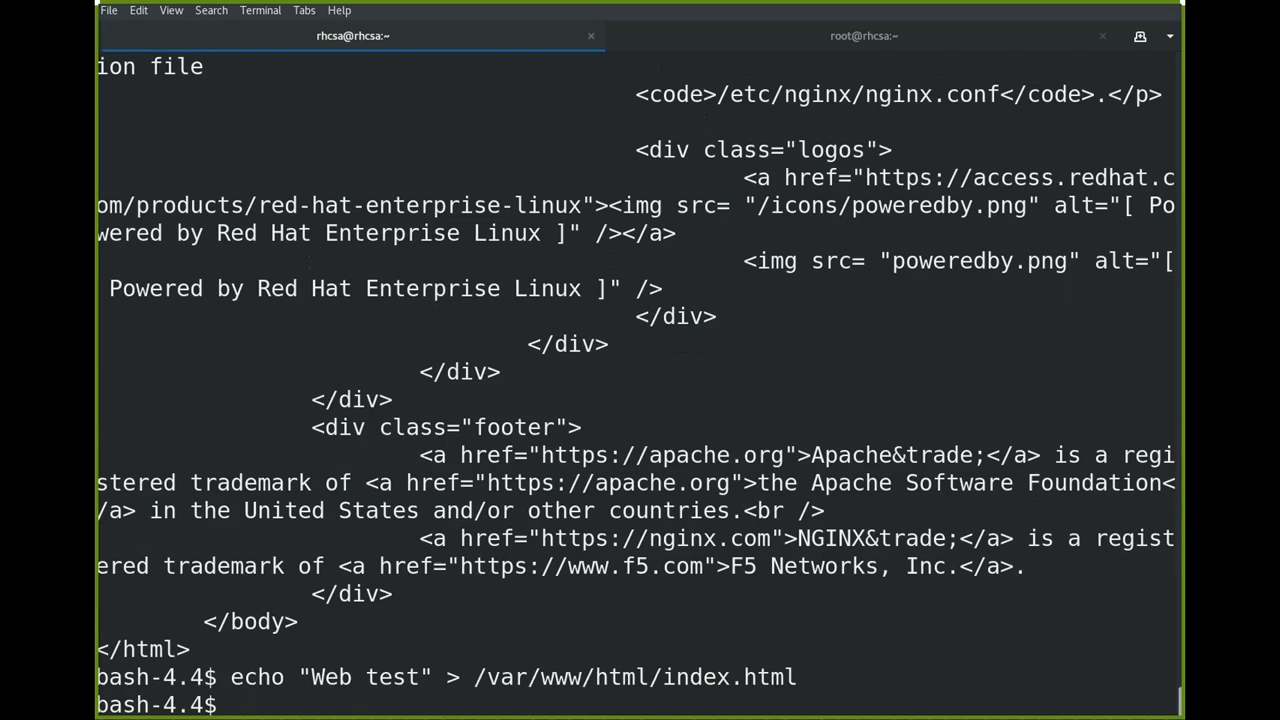 File Edit View Search Terminal Tabs Help
rhcsa@rhcsa:~ × root@rhcsa:~ ×
ion file
<code>/etc/nginx/nginx.conf</code>.</p>
<div class="logos">
<a href="https://access.redhat.c
om/products/red-hat-enterprise-linux"><img src= "/icons/poweredby.png" alt="[ Po
wered by Red Hat Enterprise Linux ]" /></a>
<img src= "poweredby.png" alt="[
Powered by Red Hat Enterprise Linux ]" />
</div>
</div>
</div>
</div>
<div class="footer">
<a href="https://apache.org">Apache&trade;</a> is a regi
stered trademark of <a href="https://apache.org">the Apache Software Foundation<
/a> in the United States and/or other countries.<br />
<a href="https://nginx.com">NGINX&trade;</a> is a regist
ered trademark of <a href="https://www.f5.com">F5 Networks, Inc.</a>.
</div>
</body>
</html>
bash-4.4$ echo "Web test" > /var/www/html/index.html
bash-4.4$